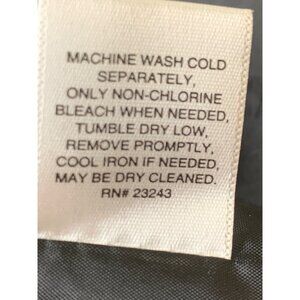 MACHINE WASH COLD
SEPARATELY,
ONLY NON-CHLORINE
BLEACH WHEN NEEDED,
TUMBLE DRY LOW,
REMOVE PROMPTLY,
COOL IRON IF NEEDED,
MAY BE DRY CLEANED.
RN# 23243